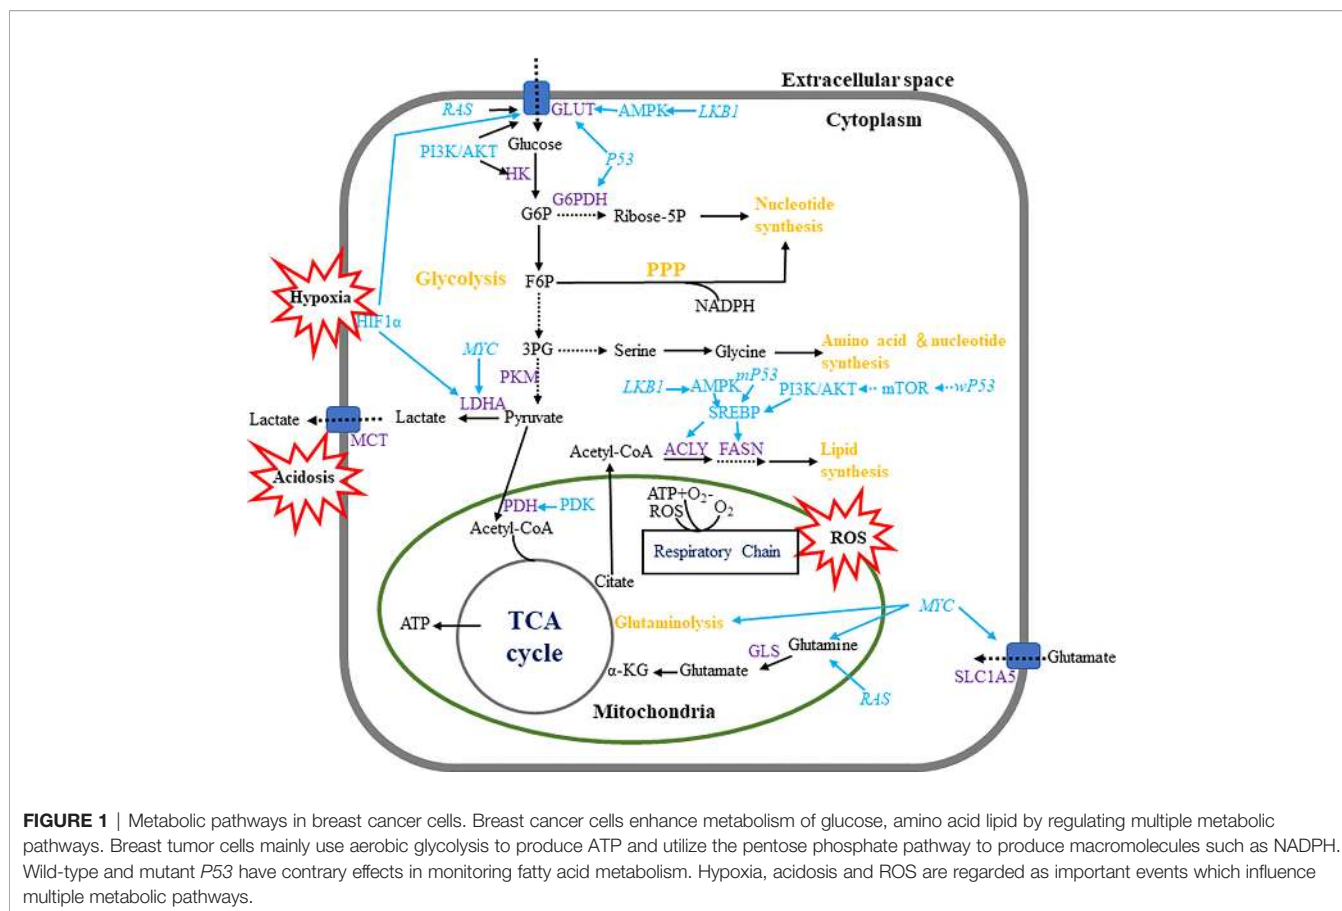 Extracellular space
Cytoplasm
RAS
GLUT
AMPK
LKB1
Glucose
PI3K/AKT
P53
HK
G6PDH
G6P
Ribose-5P
Nucleotide
synthesis
Glycolysis
F6P
PPP
NADPH
Hypoxia
HIF1α
MYC
3PG
Serine
Glycine
Amino acid & nucleotide
synthesis
PKM
LKB1
AMPK
mP53
PI3K/AKT
mTOR
wP53
LDHA
SREBP
Lactate
MCT
Lactate
Pyruvate
Acetyl-CoA
ACLY
FASN
Lipid
synthesis
Acidosis
PDH
PDK
ATP+O2-
ROS
O2
Acetyl-CoA
Respiratory Chain
ROS
Citate
ATP
TCA
cycle
Glutaminolysis
MYC
GLS
Glutamine
α-KG
Glutamate
SLC1A5
Glutamate
RAS
Mitochondria
FIGURE 1 | Metabolic pathways in breast cancer cells. Breast cancer cells enhance metabolism of glucose, amino acid lipid by regulating multiple metabolic
pathways. Breast tumor cells mainly use aerobic glycolysis to produce ATP and utilize the pentose phosphate pathway to produce macromolecules such as NADPH.
Wild-type and mutant P53 have contrary effects in monitoring fatty acid metabolism. Hypoxia, acidosis and ROS are regarded as important events which influence
multiple metabolic pathways.